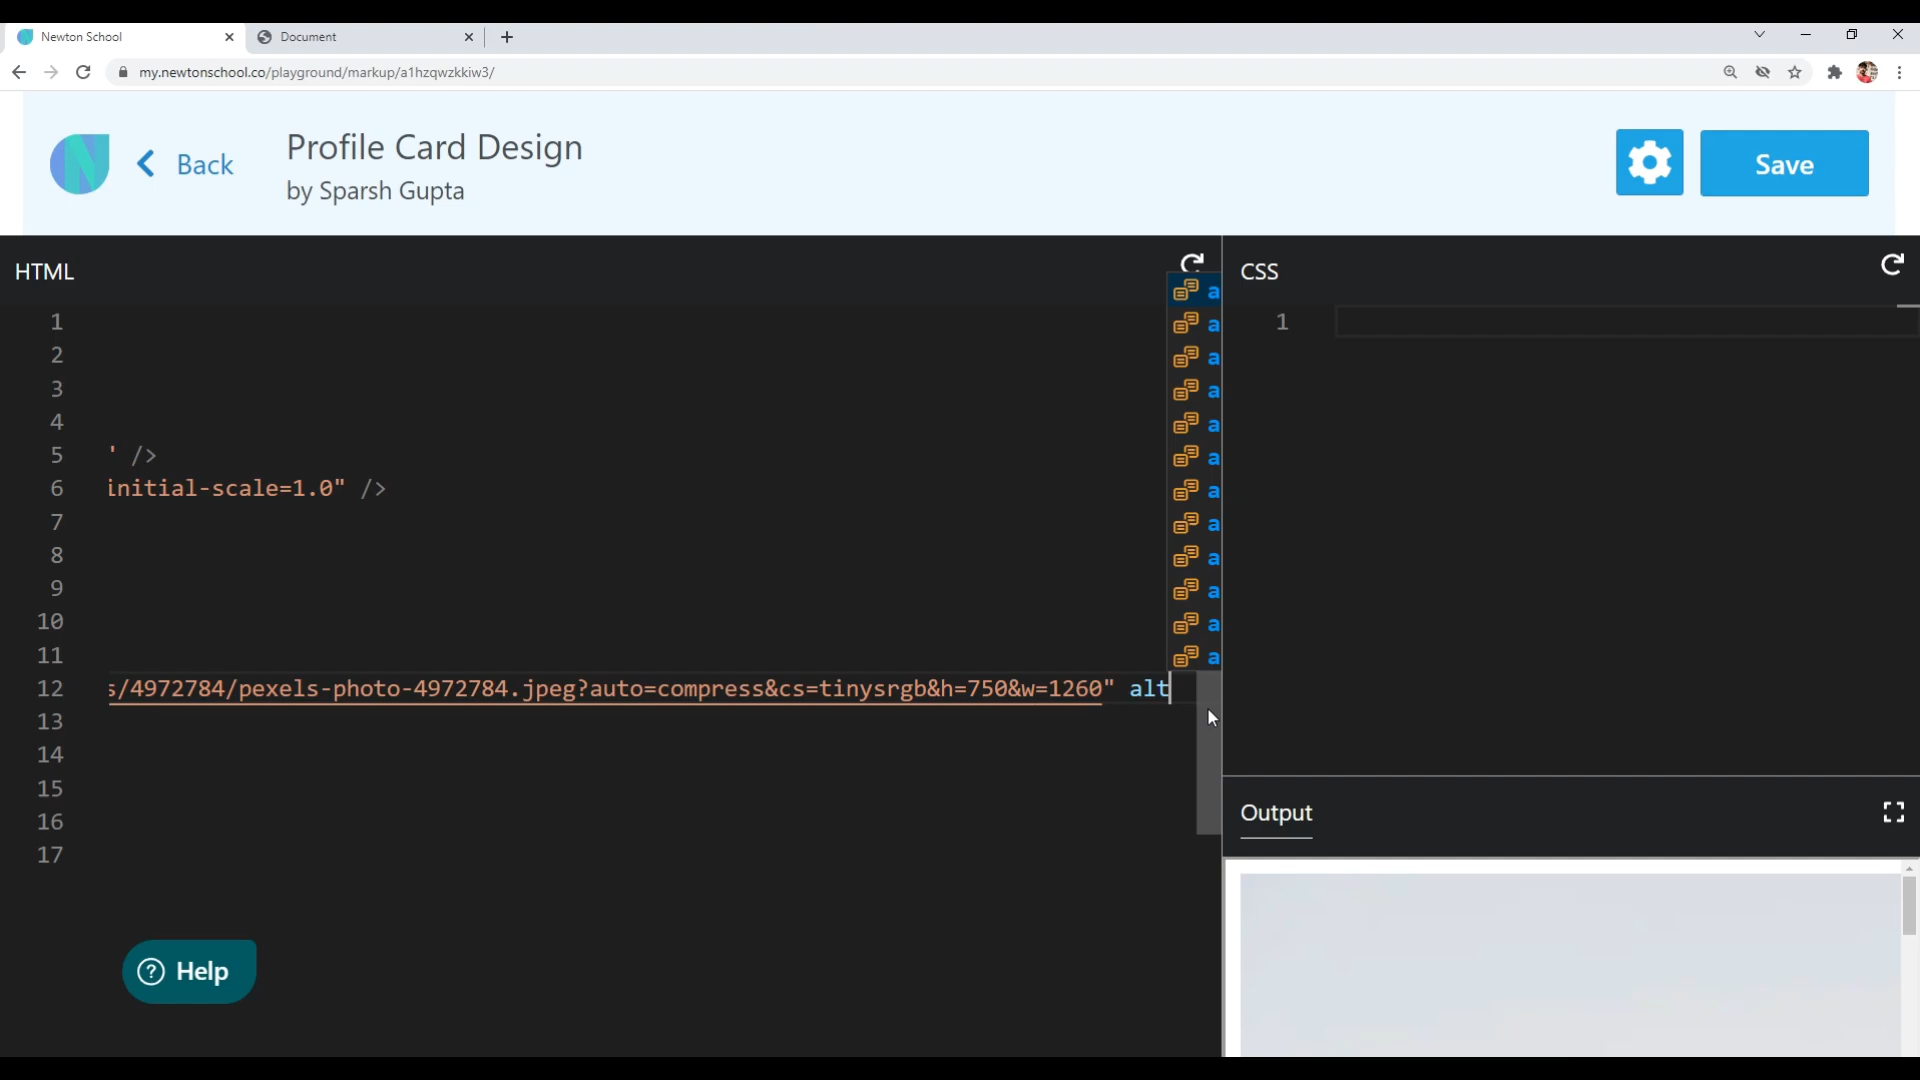 Newton School
Document
my.newtonschool.co/playground/markup/a1hzqwzkkiw3/
Back
Profile Card Design
by Sparsh Gupta
Save
HTML
1
2
3
4
5 " />
6 initial-scale=1.0" />
7
8
9
10
11
12 s/4972784/pexels-photo-4972784.jpeg?auto=compress&cs=tinysrgb&h=750&w=1260" alt
13
14
15
16
17
a
a
a
a
a
a
a
a
a
a
a
a
CSS
1
Output
? Help